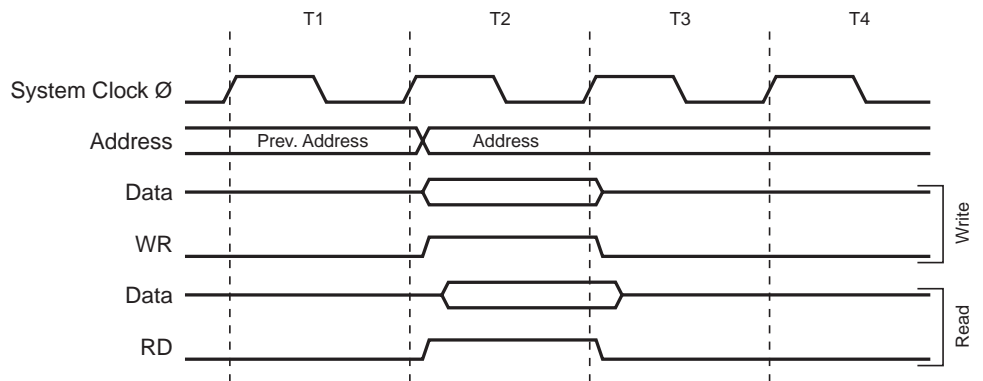 T1 T2 T3 T4
System Clock Ø
Address Prev. Address Address
Data
WR
Write
Data
RD
Read